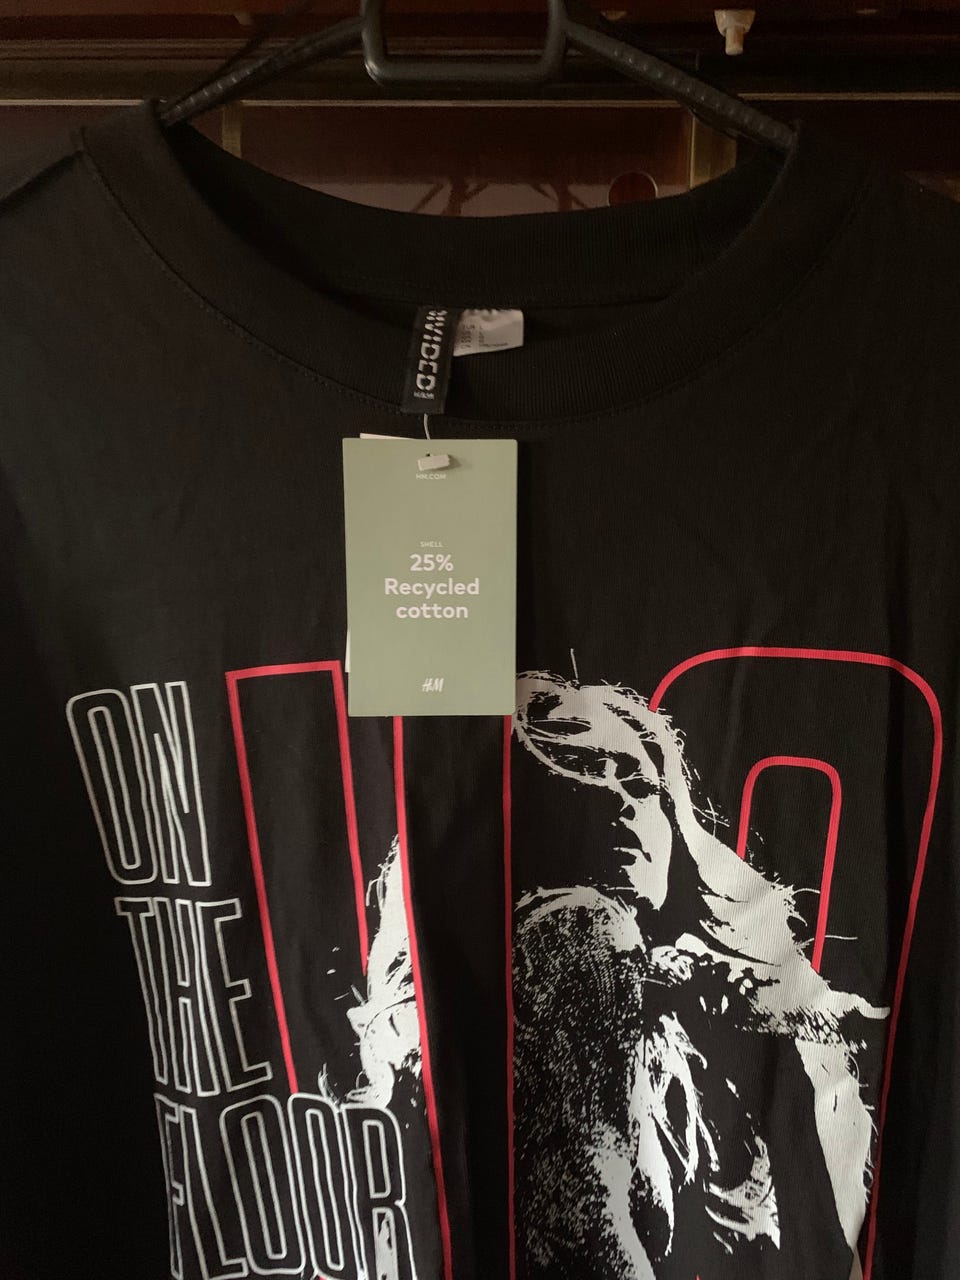 DIVIDED
H&M
HM.COM
SHELL
25%
Recycled
cotton
H&M
ON
THE
FLOOR